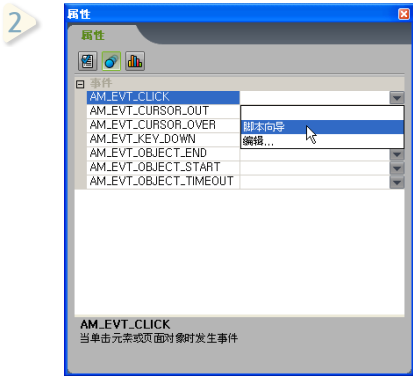 2
属性
属性
事件
AM_EVT_CLICK
AM_EVT_CURSOR_OUT
AM_EVT_CURSOR_OVER
脚本向导
AM_EVT_KEY_DOWN
编辑...
AM_EVT_OBJECT_END
AM_EVT_OBJECT_START
AM_EVT_OBJECT_TIMEOUT
AM_EVT_CLICK
当单击元素或页面对象时发生事件